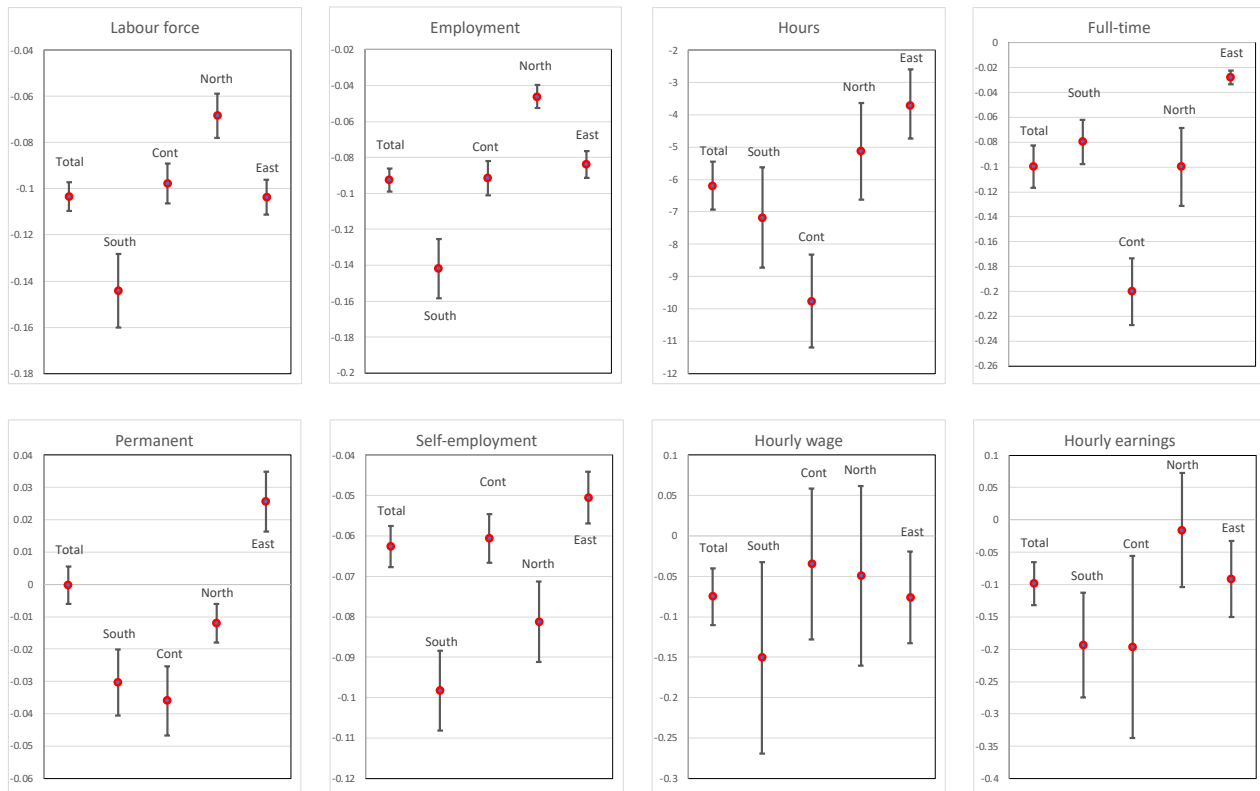 Labour force
-0.04
-0.06
-0.08
-0.1
-0.12
-0.14
-0.16
-0.18
Total
South
Cont
North
East
Employment
-0.02
-0.04
-0.06
-0.08
-0.1
-0.12
-0.14
-0.16
-0.18
-0.2
Total
South
Cont
North
East
Hours
-2
-3
-4
-5
-6
-7
-8
-9
-10
-11
-12
Total
South
Cont
North
East
Full-time
0
-0.02
-0.04
-0.06
-0.08
-0.1
-0.12
-0.14
-0.16
-0.18
-0.2
-0.22
-0.24
-0.26
Total
South
Cont
North
East
Permanent
0.04
0.03
0.02
0.01
0
-0.01
-0.02
-0.03
-0.04
-0.05
-0.06
Total
South
Cont
North
East
Self-employment
-0.04
-0.05
-0.06
-0.07
-0.08
-0.09
-0.1
-0.11
-0.12
Total
South
Cont
North
East
Hourly wage
0.1
0.05
0
-0.05
-0.1
-0.15
-0.2
-0.25
-0.3
Total
South
Cont
North
East
Hourly earnings
0.1
0.05
0
-0.05
-0.1
-0.15
-0.2
-0.25
-0.3
-0.35
-0.4
Total
South
Cont
North
East